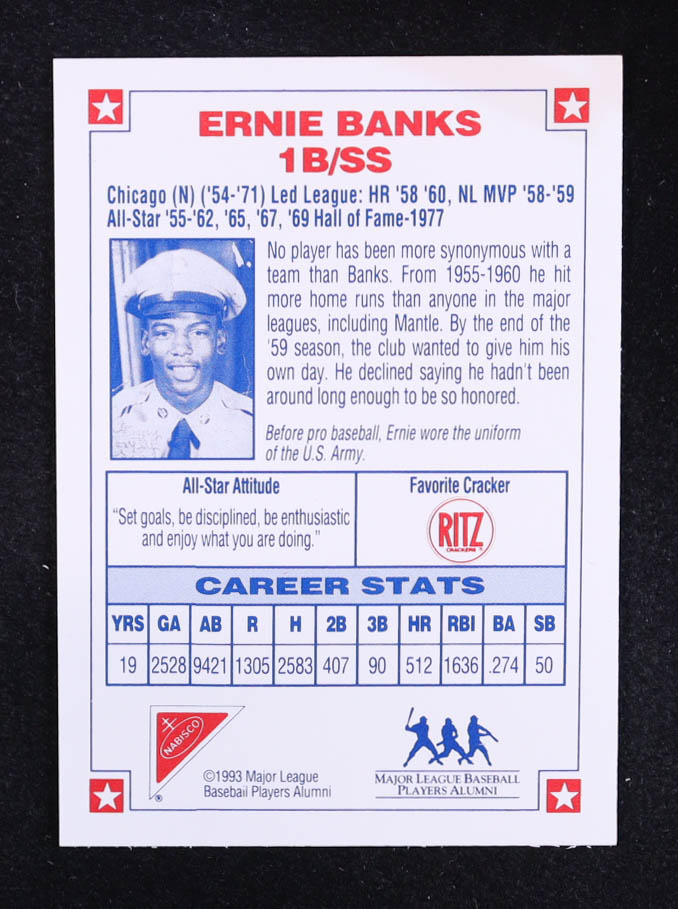 ERNIE BANKS
1B/SS
Chicago (N) ('54-'71) Led League: HR '58 '60, NL MVP '58-'59
All-Star '55-'62, '65, '67, '69 Hall of Fame-1977
No player has been more synonymous with a
team than Banks. From 1955-1960 he hit
more home runs than anyone in the major
leagues, including Mantle. By the end of the
'59 season, the club wanted to give him his
own day. He declined saying he hadn't been
around long enough to be so honored.
Before pro baseball, Ernie wore the uniform
of the U.S. Army.
All-Star Attitude
"Set goals, be disciplined, be enthusiastic
and enjoy what you are doing."
Favorite Cracker
RITZ
CRACKERS ®
CAREER STATS
YRS GA AB R H 2B 3B HR RBI BA SB
19 2528 9421 1305 2583 407 90 512 1636 .274 50
NABISCO
®
©1993 Major League
Baseball Players Alumni
MAJOR LEAGUE BASEBALL
PLAYERS ALUMNI